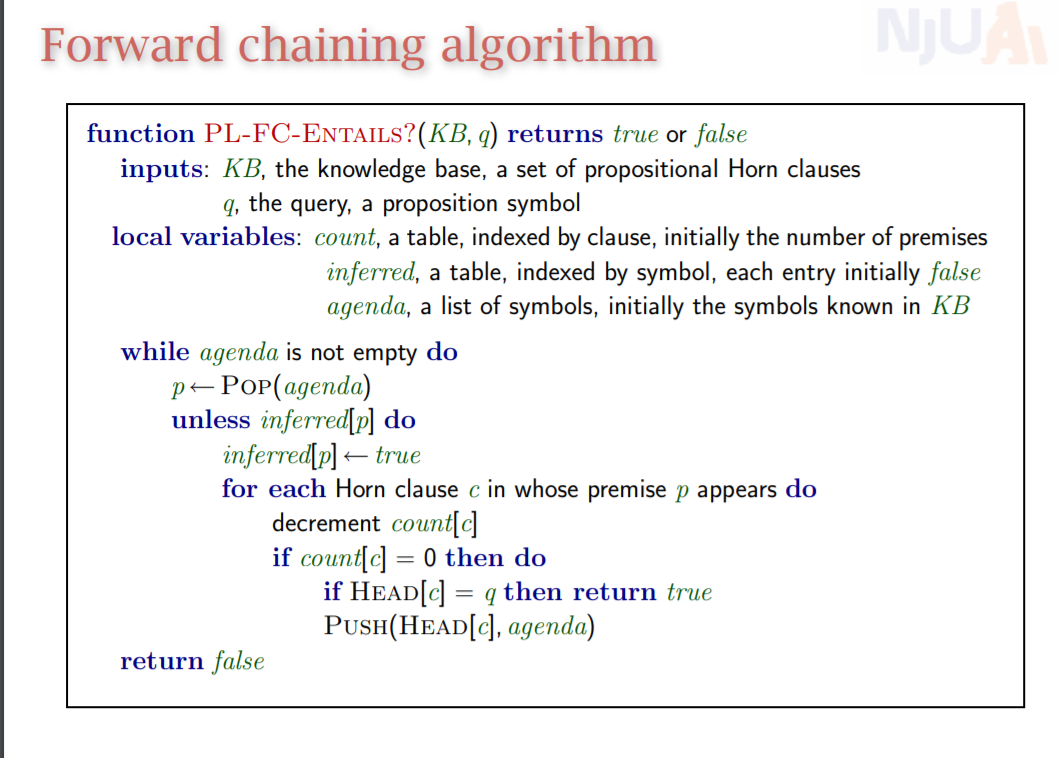 Forward chaining algorithm
NJUAI
function PL-FC-ENTAILS?(KB, q) returns true or false
inputs: KB, the knowledge base, a set of propositional Horn clauses
q, the query, a proposition symbol
local variables: count, a table, indexed by clause, initially the number of premises
inferred, a table, indexed by symbol, each entry initially false
agenda, a list of symbols, initially the symbols known in KB
while agenda is not empty do
p ← POP(agenda)
unless inferred[p] do
inferred[p] ← true
for each Horn clause c in whose premise p appears do
decrement count[c]
if count[c] = 0 then do
if HEAD[c] = q then return true
PUSH(HEAD[c], agenda)
return false